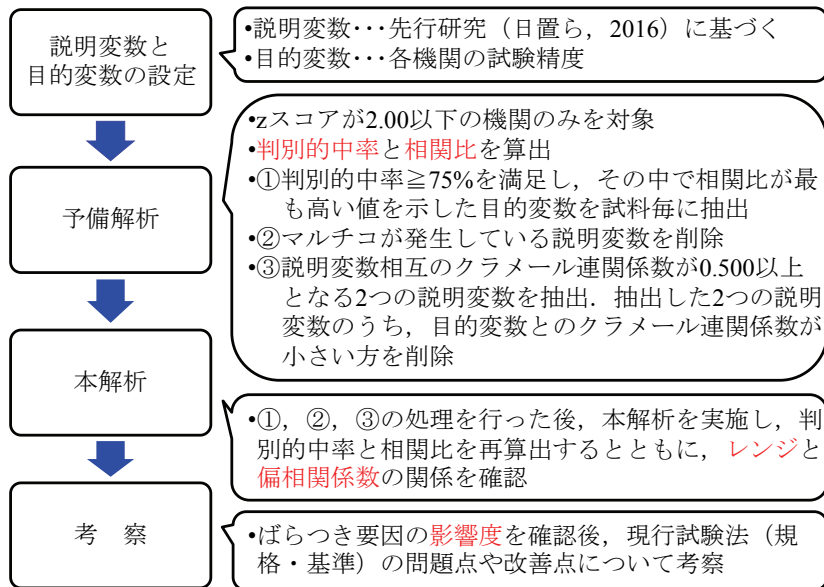 説明変数と
目的変数の設定
•説明変数･･･先行研究（日置ら，2016）に基づく
•目的変数･･･各機関の試験精度
予備解析
•zスコアが2.00以下の機関のみを対象
•判別的中率と相関比を算出
•①判別的中率≧75%を満足し，その中で相関比が最
も高い値を示した目的変数を試料毎に抽出
•②マルチコが発生している説明変数を削除
•③説明変数相互のクラメール連関係数が0.500以上
となる2つの説明変数を抽出．抽出した2つの説明
変数のうち，目的変数とのクラメール連関係数が
小さい方を削除
本解析
•①，②，③の処理を行った後，本解析を実施し，判
別的中率と相関比を再算出するとともに，レンジと
偏相関係数の関係を確認
考　察
•ばらつき要因の影響度を確認後，現行試験法（規
格・基準）の問題点や改善点について考察